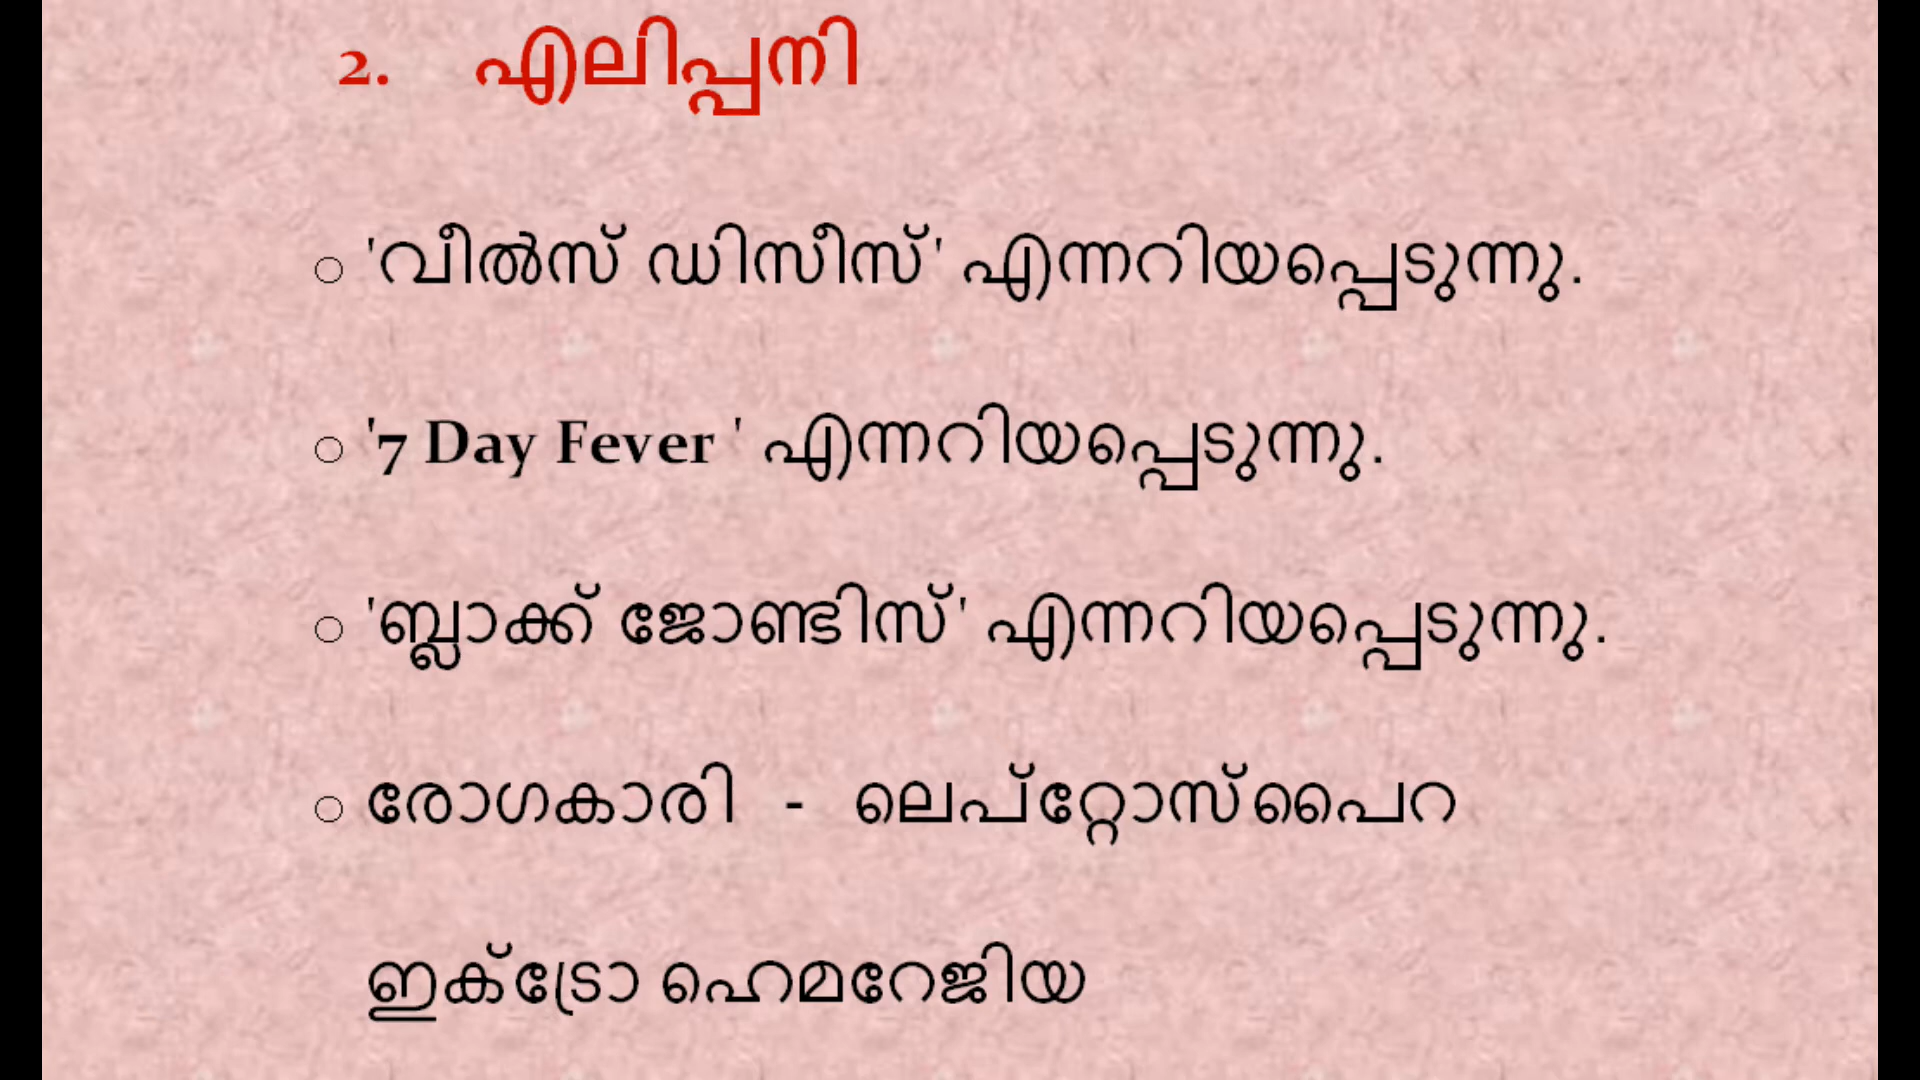 2. എലിപ്പനി
○ 'വീൽസ് ഡിസീസ്' എന്നറിയപ്പെടുന്നു.
○ '7 Day Fever ' എന്നറിയപ്പെടുന്നു.
○ 'ബ്ലാക്ക് ജോണ്ടിസ്' എന്നറിയപ്പെടുന്നു.
○ രോഗകാരി - ലെപ്റ്റോസ്പൈറ
ഇക്ട്രോ ഹെമറേജിയ